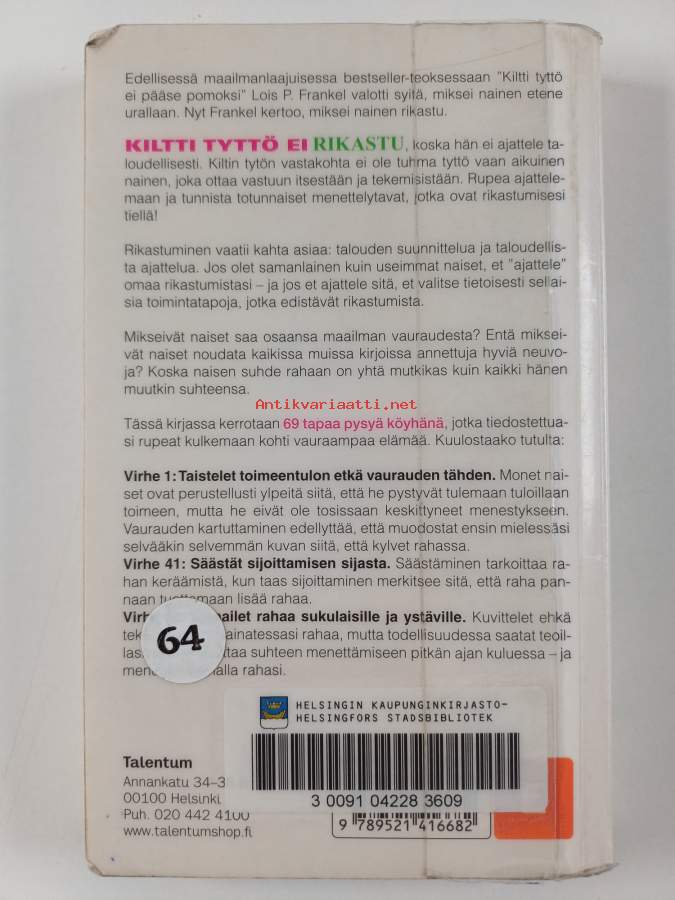 Edellisessä maailmanlaajuisessa bestseller-teoksessaan "Kiltti tyttö
ei pääse pomoksi" Lois P. Frankel valotti syitä, miksei nainen etene
urallaan. Nyt Frankel kertoo, miksei nainen rikastu.
KILTTI TYTTÖ EI RIKASTU, koska hän ei ajattele ta-
loudellisesti. Kiltin tytön vastakohta ei ole tuhma tyttö vaan aikuinen
nainen, joka ottaa vastuun itsestään ja tekemisistään. Rupea ajattele-
maan ja tunnista totunnaiset menettelytavat, jotka ovat rikastumisesi
tiellä!
Rikastuminen vaatii kahta asiaa: talouden suunnittelua ja taloudellis-
ta ajattelua. Jos olet samanlainen kuin useimmat naiset, et "ajattele"
omaa rikastumistasi – ja jos et ajattele sitä, et valitse tietoisesti sellai-
sia toimintatapoja, jotka edistävät rikastumista.
Mikseivät naiset saa osaansa maailman vauraudesta? Entä miksei-
vät naiset noudata kaikissa muissa kirjoissa annettuja hyviä neuvo-
ja? Koska naisen suhde rahaan on yhtä mutkikas kuin kaikki hänen
muutkin suhteensa.
Antikvariaatti.net
Tässä kirjassa kerrotaan 69 tapaa pysyä köyhänä, jotka tiedostettua-
si rupeat kulkemaan kohti vauraampaa elämää. Kuulostaako tutulta:
Virhe 1: Taistelet toimeentulon etkä vaurauden tähden. Monet nai-
set ovat perustellusti ylpeitä siitä, että he pystyvät tulemaan tuloillaan
toimeen, mutta he eivät ole tosissaan keskittyneet menestykseen.
Vaurauden kartuttaminen edellyttää, että muodostat ensin mielessäsi
selvääkin selvemmän kuvan siitä, että kylvet rahassa.
Virhe 41: Säästät sijoittamisen sijasta. Säästäminen tarkoittaa ra-
han keräämistä, kun taas sijoittaminen merkitsee sitä, että raha pan-
naan tuottamaan lisää rahaa.
rahaa sukulaisille ja ystäville. Kuvittelet ehkä
rahaa, mutta todellisuudessa saatat teoil-
suhteen menettämiseen pitkän ajan kuluessa – ja
rahasi.
64
HELSINGIN KAUPUNGINKIRJASTO-
HELSINGFORS STADSBIBLIOTEK
3 0091 04228 3609
Talentum
Annankatu 34–3
00100 Helsinki
Puh. 020 442 4100
www.talentumshop.fi
9 789521 416682